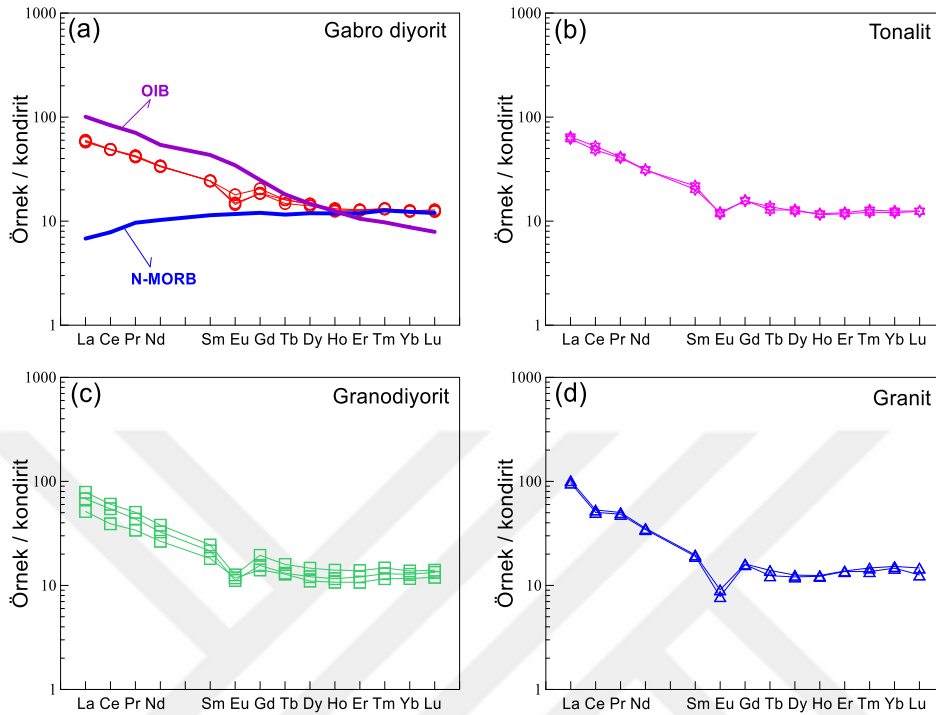 (a)
Gabro diyorit
Örnek / kondirit
1000
100
10
1
OIB
N-MORB
La Ce Pr Nd Sm Eu Gd Tb Dy Ho Er Tm Yb Lu
(b)
Tonalit
Örnek / kondirit
1000
100
10
1
La Ce Pr Nd Sm Eu Gd Tb Dy Ho Er Tm Yb Lu
(c)
Granodiyorit
Örnek / kondirit
1000
100
10
1
La Ce Pr Nd Sm Eu Gd Tb Dy Ho Er Tm Yb Lu
(d)
Granit
Örnek / kondirit
1000
100
10
1
La Ce Pr Nd Sm Eu Gd Tb Dy Ho Er Tm Yb Lu